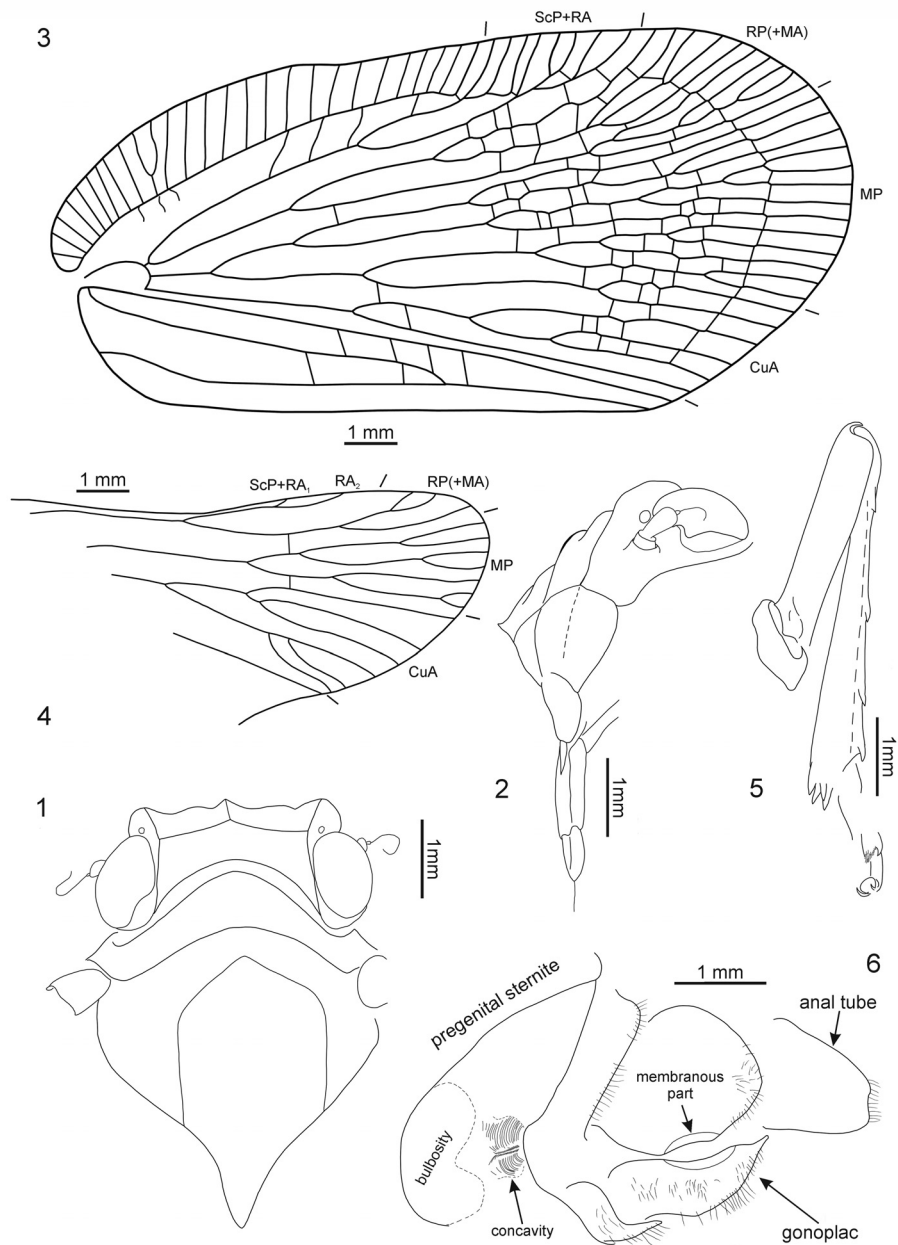 3
ScP+RA
RP(+MA)
MP
CuA
1 mm
1 mm
ScP+RA1
RA2
RP(+MA)
MP
CuA
4
2
1mm
5
1mm
1
1mm
6
1 mm
pregenital sternite
anal tube
membranous
part
bulbosity
concavity
gonoplac